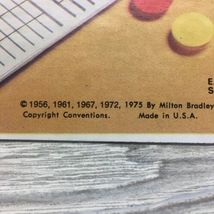 E
S
© 1956, 1961, 1967, 1972, 1975 By Milton Bradley
Copyright Conventions. Made in U.S.A.